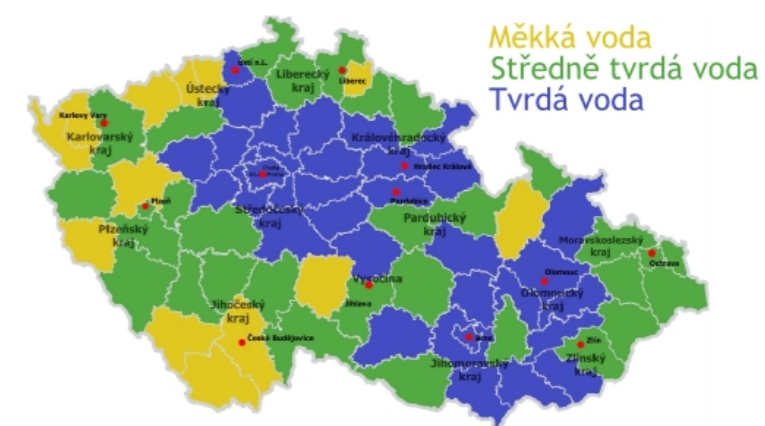 Měkká voda
Středně tvrdá voda
Tvrdá voda
Ústí n.L.
Liberecký
kraj
Liberec
Ústecký
kraj
Karlovy Vary
Karlovarský
kraj
Královéhradecký
kraj
Hradec Králové
Pardubice
Plzeň
Středočeský
kraj
Pardubický
kraj
Plzeňský
kraj
Moravskoslezský
kraj
Ostrava
Vysočina
Jihlava
Olomouc
Olomoucký
kraj
Jihočeský
kraj
České Budějovice
Brno
Jihomoravský
kraj
Zlín
Zlínský
kraj